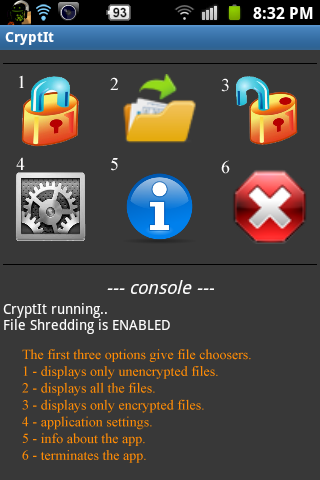 93 8:32 PM
CryptIt
1 2 3
4 5 6
--- console ---
CryptIt running..
File Shredding is ENABLED
The first three options give file choosers.
1 - displays only unencrypted files.
2 - displays all the files.
3 - displays only encrypted files.
4 - application settings.
5 - info about the app.
6 - terminates the app.